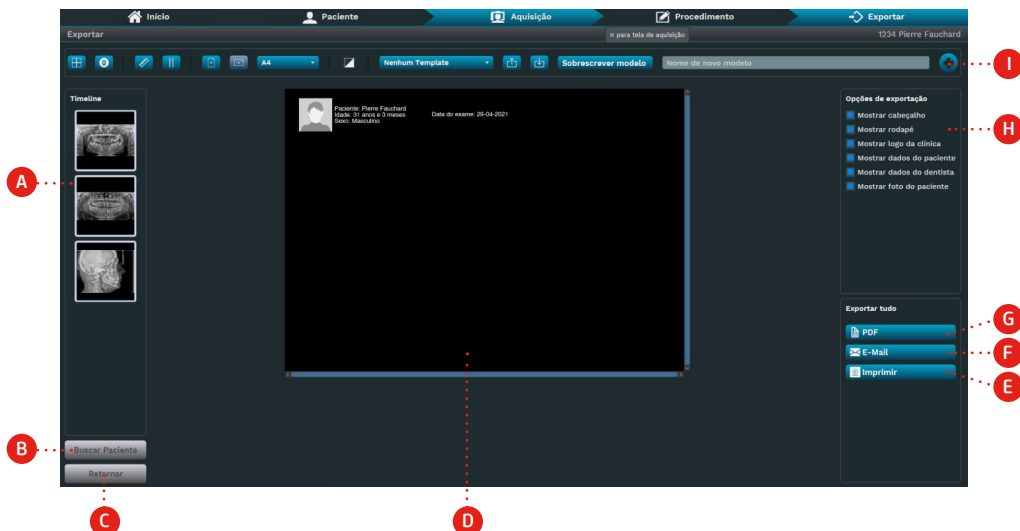 Início
Paciente
Aquisição
Procedimento
Exportar
Exportar
Ir para tela de aquisição
1234 Pierre Fauchard
A4
Nenhum Template
Sobrescrever modelo
Nome de novo modelo
I
Timeline
Paciente: Pierre Fauchard
Idade: 31 anos e 3 meses
Sexo: Masculino
Data do exame: 29-04-2021
Opções de exportação
Mostrar cabeçalho
Mostrar rodapé
Mostrar logo da clínica
Mostrar dados do paciente
Mostrar dados do dentista
Mostrar foto do paciente
H
A
Exportar tudo
PDF
E-Mail
Imprimir
G
F
E
B
Buscar Paciente
Retornar
C
D